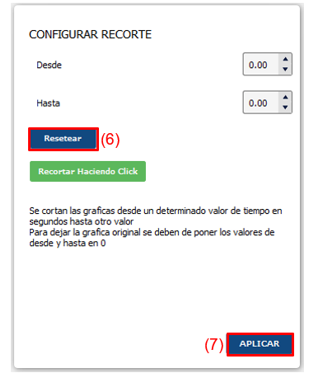 CONFIGURAR RECORTE
Desde 0.00
Hasta 0.00
Resetear (6)
Recortar Haciendo Click
Se cortan las graficas desde un determinado valor de tiempo en
segundos hasta otro valor
Para dejar la grafica original se deben de poner los valores de
desde y hasta en 0
(7) APLICAR